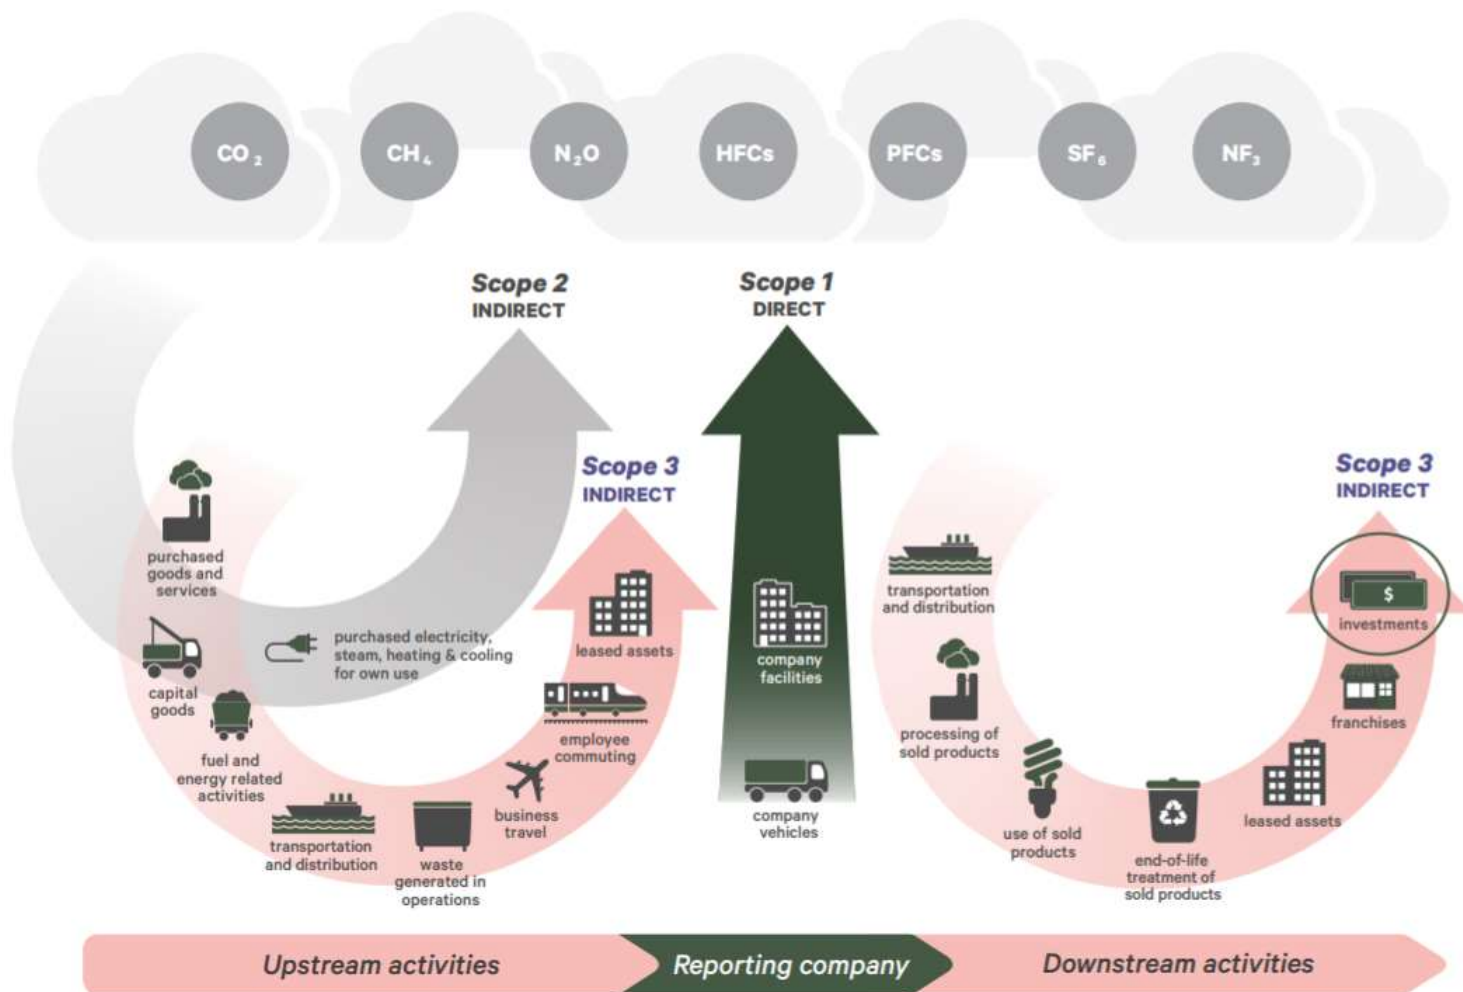 CO₂
CH₄
N₂O
HFCs
PFCs
SF₆
NF₃
Scope 2
INDIRECT
Scope 1
DIRECT
Scope 3
INDIRECT
Scope 3
INDIRECT
purchased
goods and
services
capital
goods
fuel and
energy related
activities
purchased electricity,
steam, heating & cooling
for own use
transportation
and distribution
waste
generated in
operations
business
travel
employee
commuting
leased assets
company
facilities
company
vehicles
transportation
and distribution
processing of
sold products
use of sold
products
end-of-life
treatment of
sold products
leased assets
franchises
$
investments
Upstream activities
Reporting company
Downstream activities